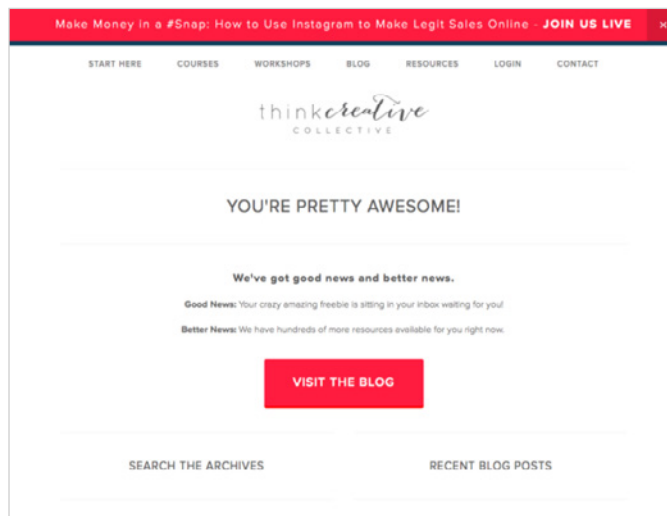 Make Money in a #Snap: How to Use Instagram to Make Legit Sales Online - JOIN US LIVE ×
START HERE COURSES WORKSHOPS BLOG RESOURCES LOGIN CONTACT
thinkcreative
COLLECTIVE
YOU'RE PRETTY AWESOME!
We've got good news and better news.
Good News: Your crazy amazing freebie is sitting in your inbox waiting for you!
Better News: We have hundreds of more resources available for you right now.
VISIT THE BLOG
SEARCH THE ARCHIVES RECENT BLOG POSTS